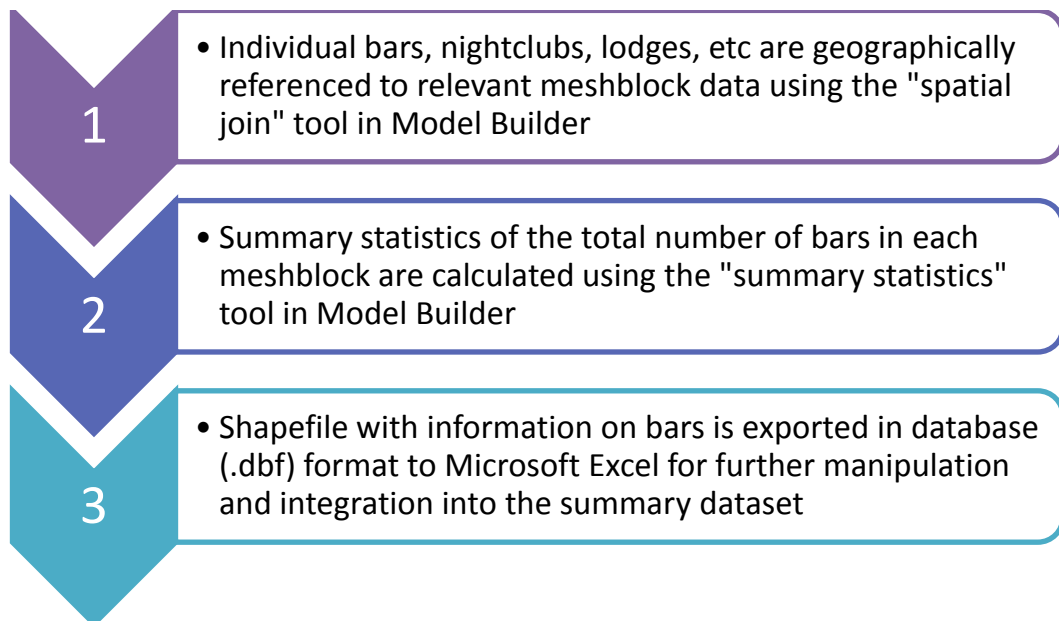 1
• Individual bars, nightclubs, lodges, etc are geographically
referenced to relevant meshblock data using the "spatial
join" tool in Model Builder
2
• Summary statistics of the total number of bars in each
meshblock are calculated using the "summary statistics"
tool in Model Builder
3
• Shapefile with information on bars is exported in database
(.dbf) format to Microsoft Excel for further manipulation
and integration into the summary dataset